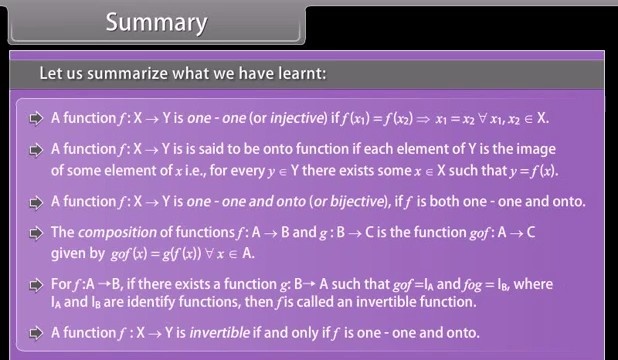 Summary
Let us summarize what we have learnt:
A function f : X → Y is one - one (or injective) if f (x₁) = f (x₂) ⇒ x₁ = x₂ ∀ x₁, x₂ ∈ X.
A function f : X → Y is is said to be onto function if each element of Y is the image
of some element of x i.e., for every y ∈ Y there exists some x ∈ X such that y = f (x).
A function f : X → Y is one - one and onto (or bijective), if f is both one - one and onto.
The composition of functions f : A → B and g : B → C is the function gof : A → C
given by gof (x) = g(f (x)) ∀ x ∈ A.
For f :A →B, if there exists a function g: B→ A such that gof =I_A and fog = I_B, where
I_A and I_B are identify functions, then f is called an invertible function.
A function f : X → Y is invertible if and only if f is one - one and onto.